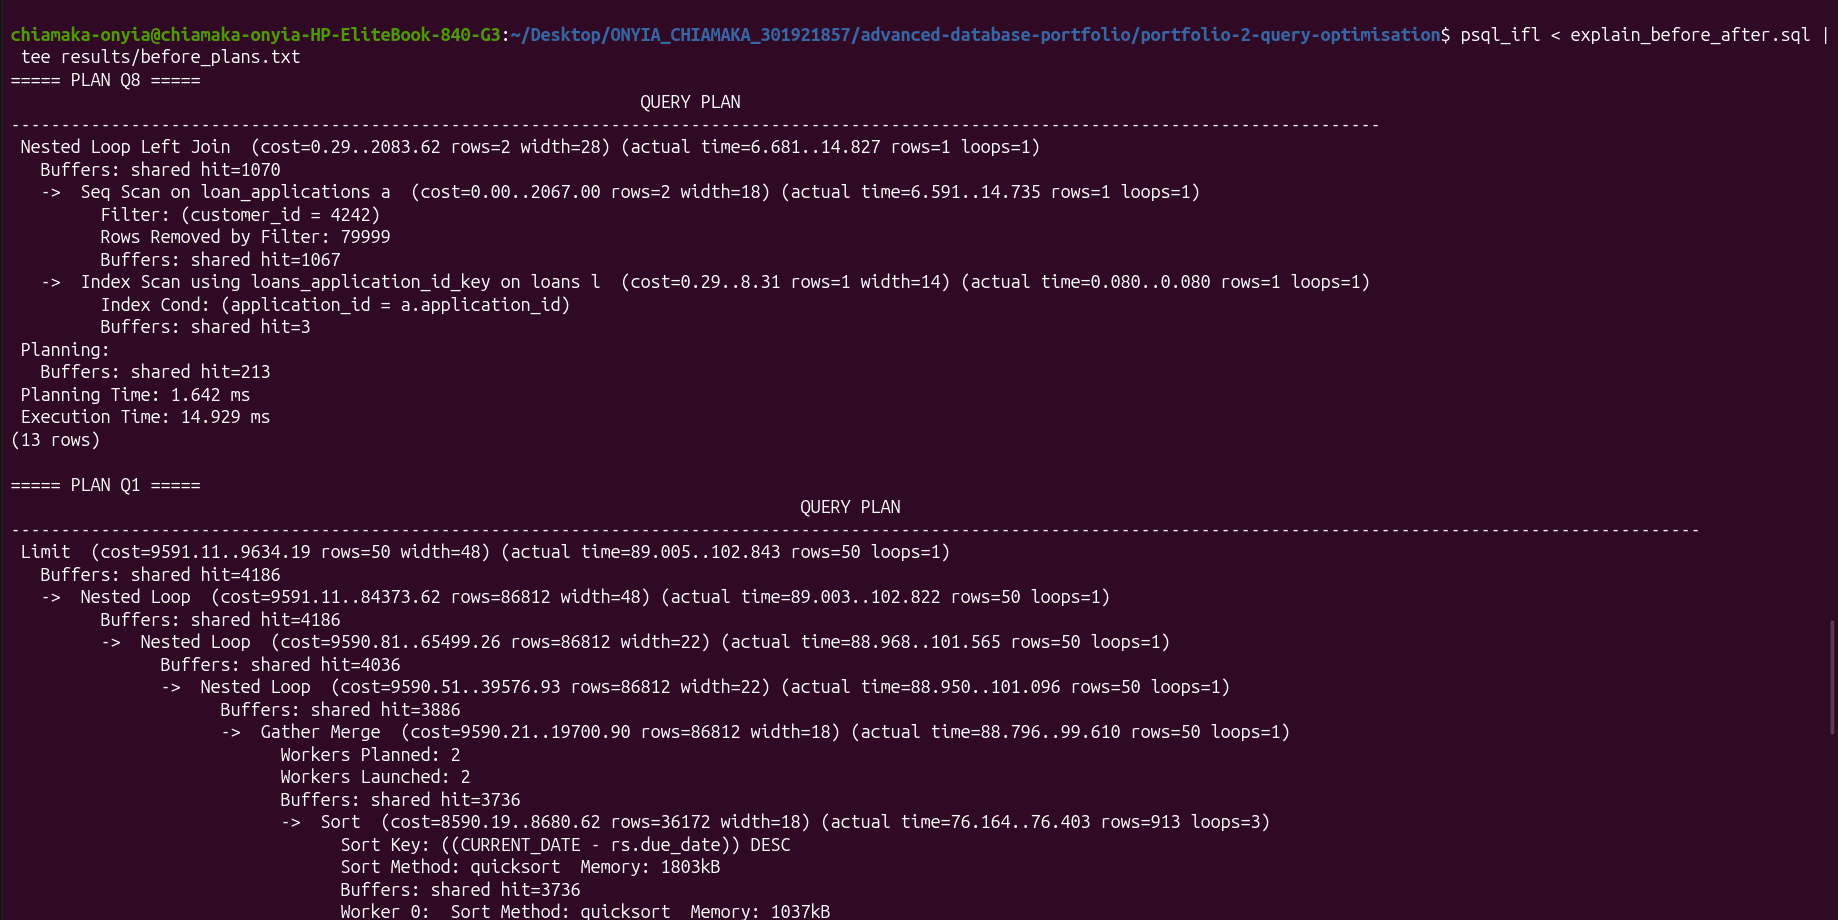 chiamaka-onyia@chiamaka-onyia-HP-EliteBook-840-G3:~/Desktop/ONYIA_CHIAMAKA_301921857/advanced-database-portfolio/portfolio-2-query-optimisation$ psql_ifl < explain_before_after.sql |
 tee results/before_plans.txt
===== PLAN Q8 =====
QUERY PLAN
-------------------------------------------------------------------------------------------------------------------------------------------
 Nested Loop Left Join  (cost=0.29..2083.62 rows=2 width=28) (actual time=6.681..14.827 rows=1 loops=1)
   Buffers: shared hit=1070
   ->  Seq Scan on loan_applications a  (cost=0.00..2067.00 rows=2 width=18) (actual time=6.591..14.735 rows=1 loops=1)
         Filter: (customer_id = 4242)
         Rows Removed by Filter: 79999
         Buffers: shared hit=1067
   ->  Index Scan using loans_application_id_key on loans l  (cost=0.29..8.31 rows=1 width=14) (actual time=0.080..0.080 rows=1 loops=1)
         Index Cond: (application_id = a.application_id)
         Buffers: shared hit=3
 Planning:
   Buffers: shared hit=213
 Planning Time: 1.642 ms
 Execution Time: 14.929 ms
(13 rows)

===== PLAN Q1 =====
QUERY PLAN
-------------------------------------------------------------------------------------------------------------------------------------------------------------------------
 Limit  (cost=9591.11..9634.19 rows=50 width=48) (actual time=89.005..102.843 rows=50 loops=1)
   Buffers: shared hit=4186
   ->  Nested Loop  (cost=9591.11..84373.62 rows=86812 width=48) (actual time=89.003..102.822 rows=50 loops=1)
         Buffers: shared hit=4186
         ->  Nested Loop  (cost=9590.81..65499.26 rows=86812 width=22) (actual time=88.968..101.565 rows=50 loops=1)
               Buffers: shared hit=4036
               ->  Nested Loop  (cost=9590.51..39576.93 rows=86812 width=22) (actual time=88.950..101.096 rows=50 loops=1)
                     Buffers: shared hit=3886
                     ->  Gather Merge  (cost=9590.21..19700.90 rows=86812 width=18) (actual time=88.796..99.610 rows=50 loops=1)
                           Workers Planned: 2
                           Workers Launched: 2
                           Buffers: shared hit=3736
                           ->  Sort  (cost=8590.19..8680.62 rows=36172 width=18) (actual time=76.164..76.403 rows=913 loops=3)
                                 Sort Key: ((CURRENT_DATE - rs.due_date)) DESC
                                 Sort Method: quicksort  Memory: 1803kB
                                 Buffers: shared hit=3736
                                 Worker 0:  Sort Method: quicksort  Memory: 1037kB